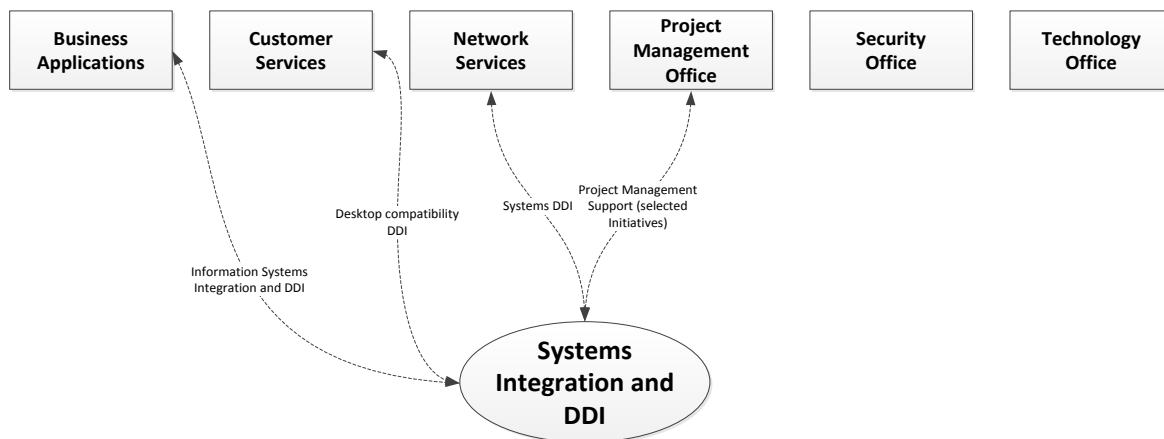 Business
Applications
Customer
Services
Network
Services
Project
Management
Office
Security
Office
Technology
Office
Project Management
Support (selected
Initiatives)
Systems DDI
Desktop compatibility
DDI
Information Systems
Integration and DDI
Systems
Integration and
DDI